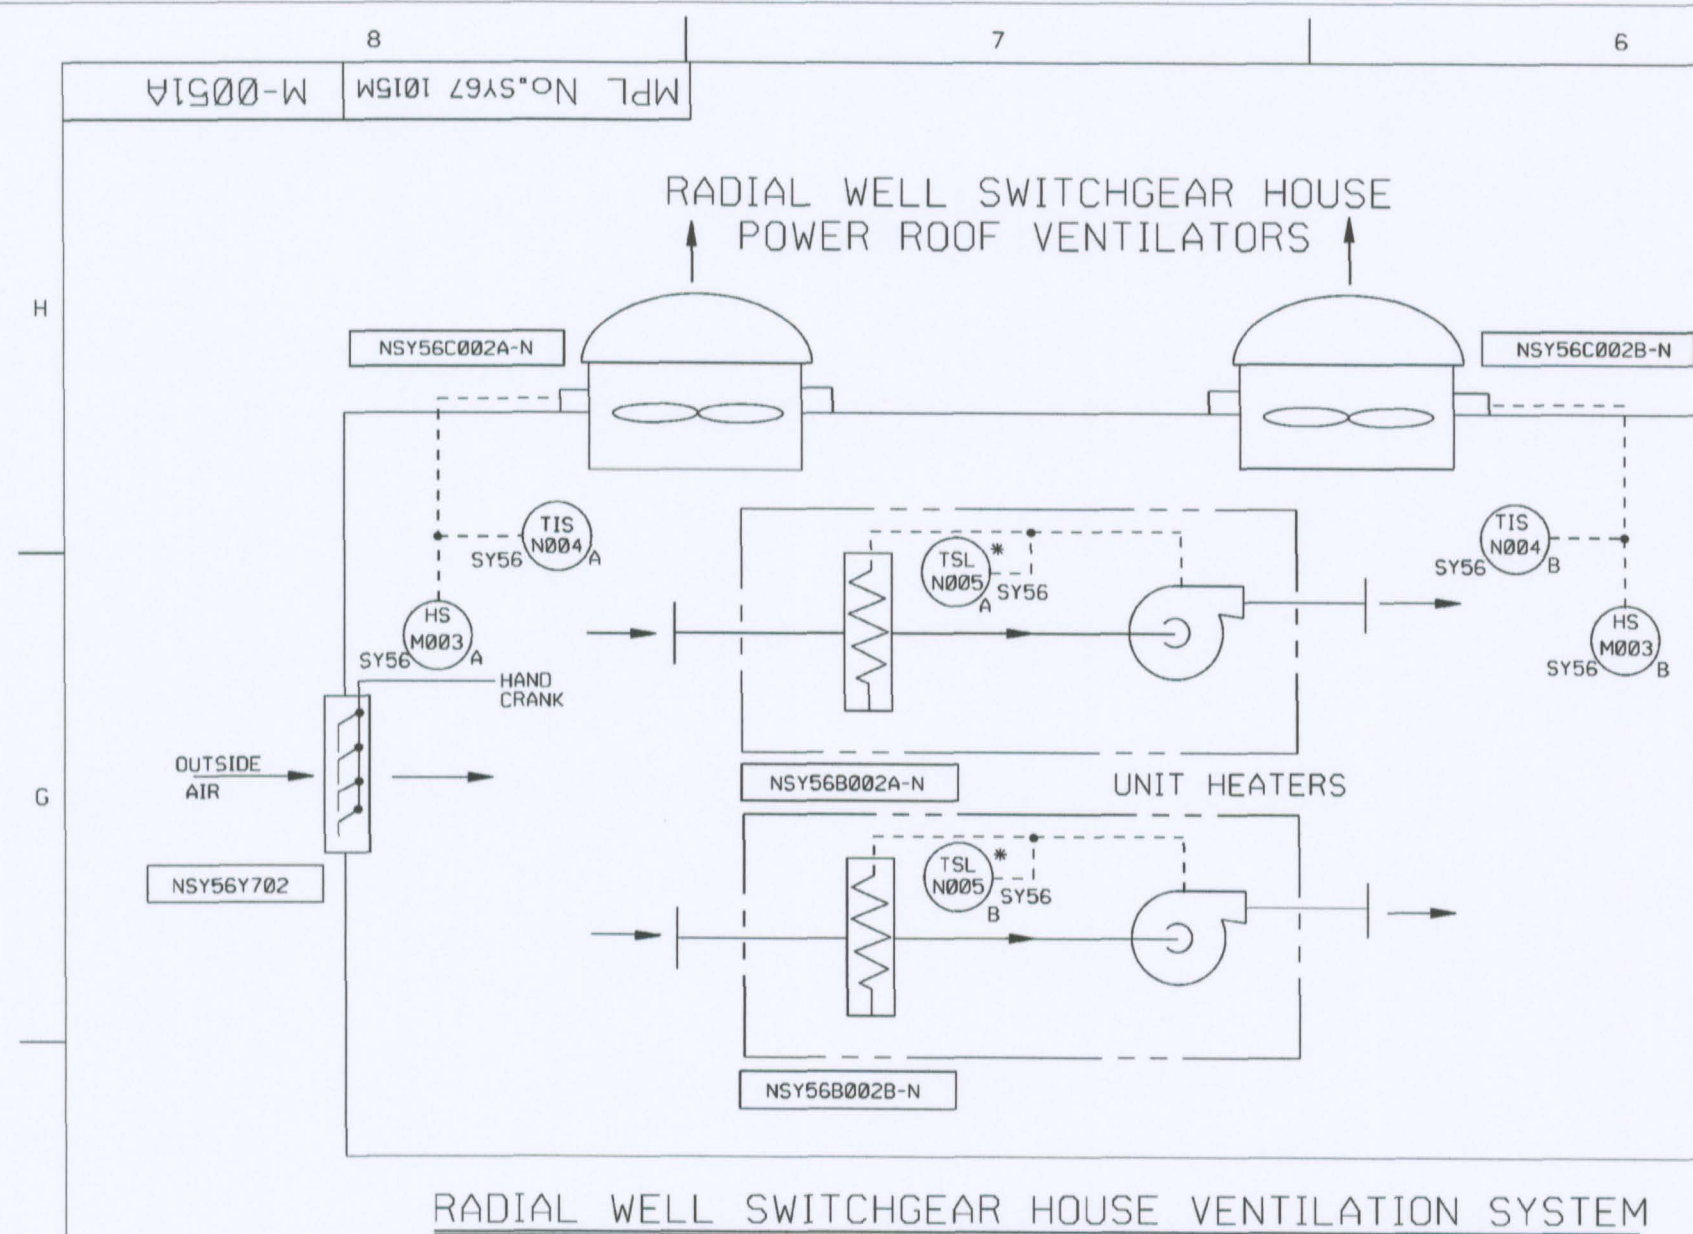 8 7 6
M-0051A MPL No.SY67 1015M
RADIAL WELL SWITCHGEAR HOUSE
POWER ROOF VENTILATORS
H
NSY56C002A-N
NSY56C002B-N
TIS
N004
A
SY56
HS
M003
A
SY56
TSL
N005
*
A
SY56
TIS
N004
B
SY56
HS
M003
B
SY56
HAND
CRANK
OUTSIDE
AIR
G
NSY56B002A-N
UNIT HEATERS
TSL
N005
*
B
SY56
NSY56Y702
NSY56B002B-N
RADIAL WELL SWITCHGEAR HOUSE VENTILATION SYSTEM